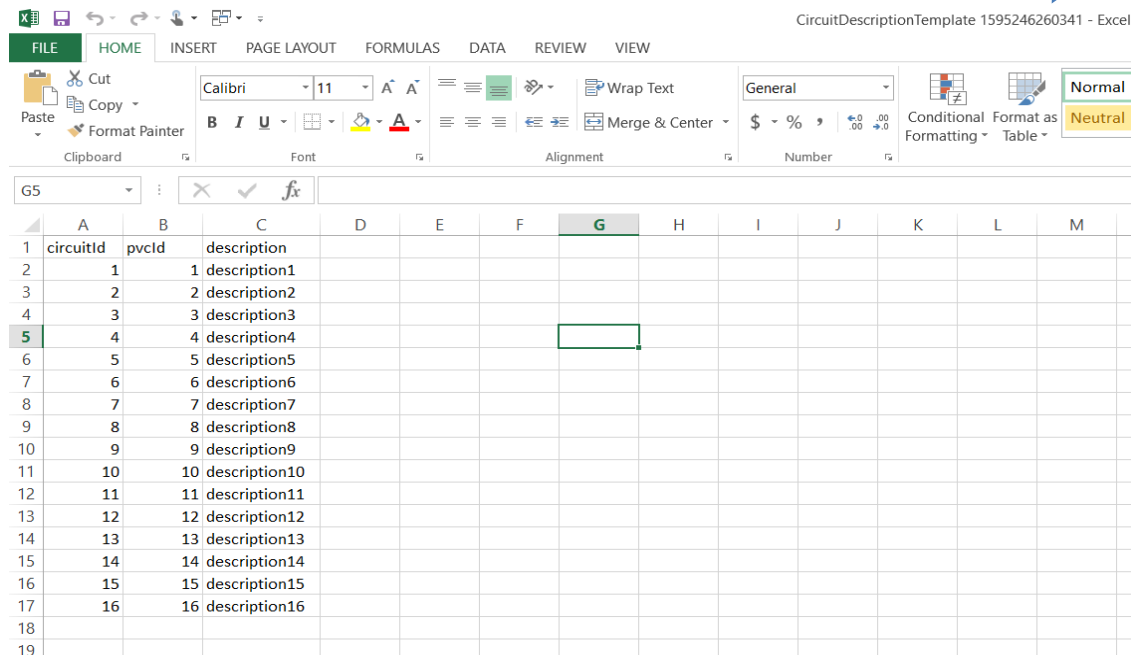 CircuitDescriptionTemplate 1595246260341 - Excel
FILE HOME INSERT PAGE LAYOUT FORMULAS DATA REVIEW VIEW
Paste
Cut
Copy
Format Painter
Clipboard
Calibri 11 A A
B I U A
Font
Wrap Text
Merge & Center
Alignment
General
$ % , .0 .00 .00 .0
Number
Conditional Formatting
Format as Table
Normal
Neutral
G5 fx
A B C D E F G H I J K L M
1 circuitId pvcId description
2 1 1 description1
3 2 2 description2
4 3 3 description3
5 4 4 description4
6 5 5 description5
7 6 6 description6
8 7 7 description7
9 8 8 description8
10 9 9 description9
11 10 10 description10
12 11 11 description11
13 12 12 description12
14 13 13 description13
15 14 14 description14
16 15 15 description15
17 16 16 description16
18
19